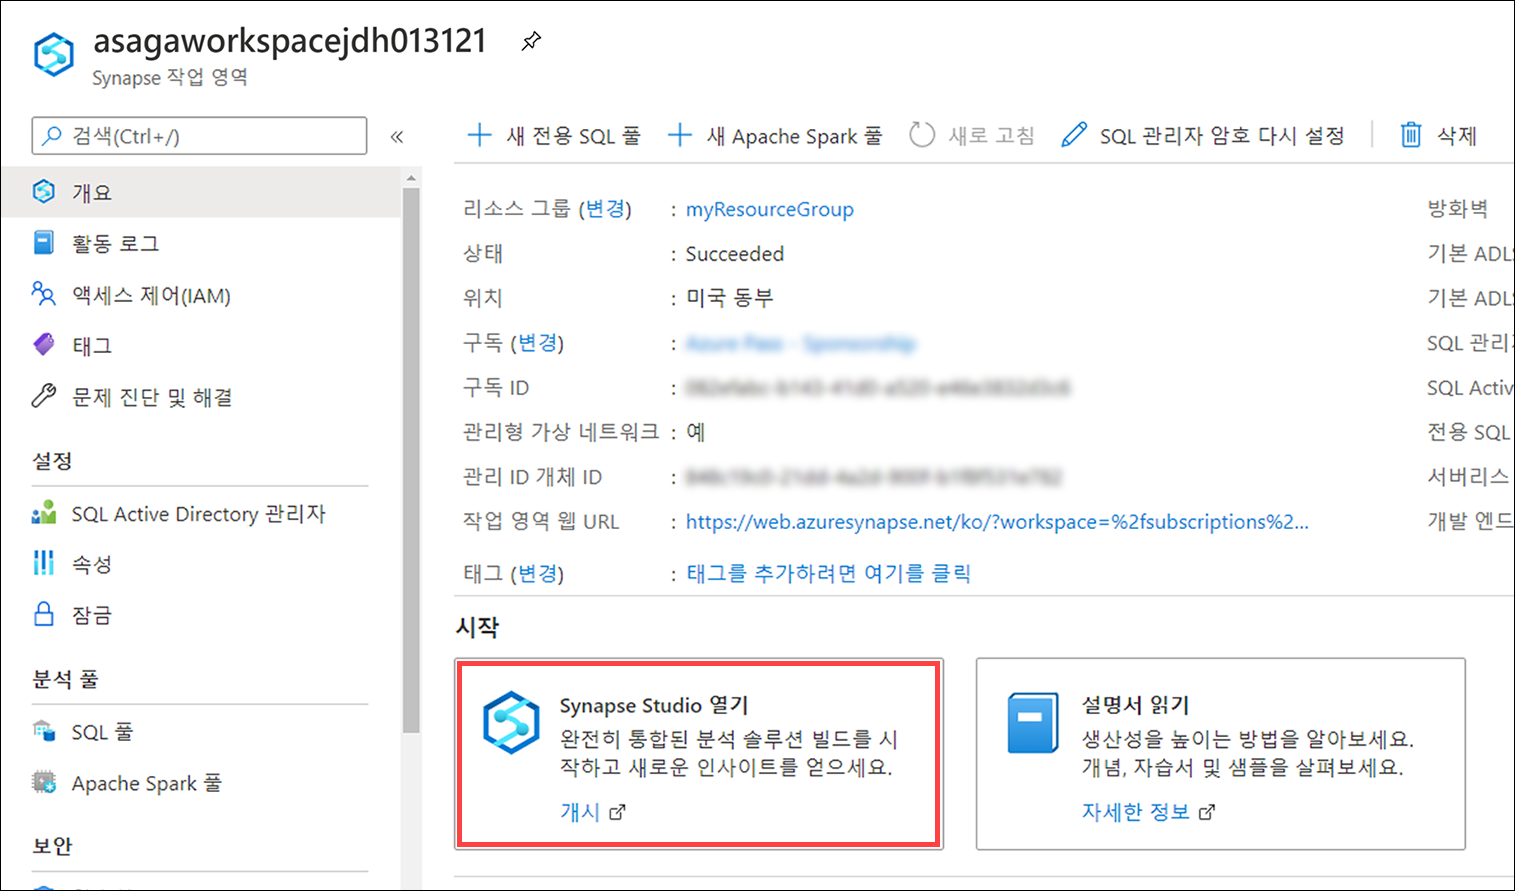 asagaworkspacejdh013121
Synapse 작업 영역
검색(Ctrl+/)
«
개요
활동 로그
액세스 제어(IAM)
태그
문제 진단 및 해결
설정
SQL Active Directory 관리자
속성
잠금
분석 풀
SQL 풀
Apache Spark 풀
보안
새 전용 SQL 풀
새 Apache Spark 풀
새로 고침
SQL 관리자 암호 다시 설정
삭제
리소스 그룹 (변경) : myResourceGroup
상태 : Succeeded
위치 : 미국 동부
구독 (변경) :
구독 ID :
관리형 가상 네트워크 : 예
관리 ID 개체 ID :
작업 영역 웹 URL : https://web.azuresynapse.net/ko/?workspace=%2fsubscriptions%2...
태그 (변경) : 태그를 추가하려면 여기를 클릭
방화벽
기본 ADLS
기본 ADLS
SQL 관리
SQL Activ
전용 SQL
서버리스
개발 엔드
시작
Synapse Studio 열기
완전히 통합된 분석 솔루션 빌드를 시
작하고 새로운 인사이트를 얻으세요.
개시
설명서 읽기
생산성을 높이는 방법을 알아보세요.
개념, 자습서 및 샘플을 살펴보세요.
자세한 정보